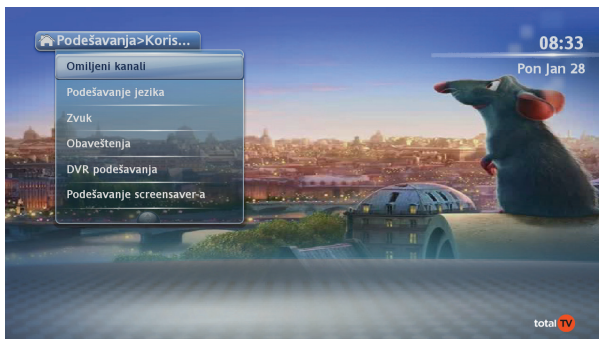 Podešavanja>Koris...
08:33
Pon Jan 28
Omiljeni kanali
Podešavanje jezika
Zvuk
Obaveštenja
DVR podešavanja
Podešavanje screensaver-a
total TV